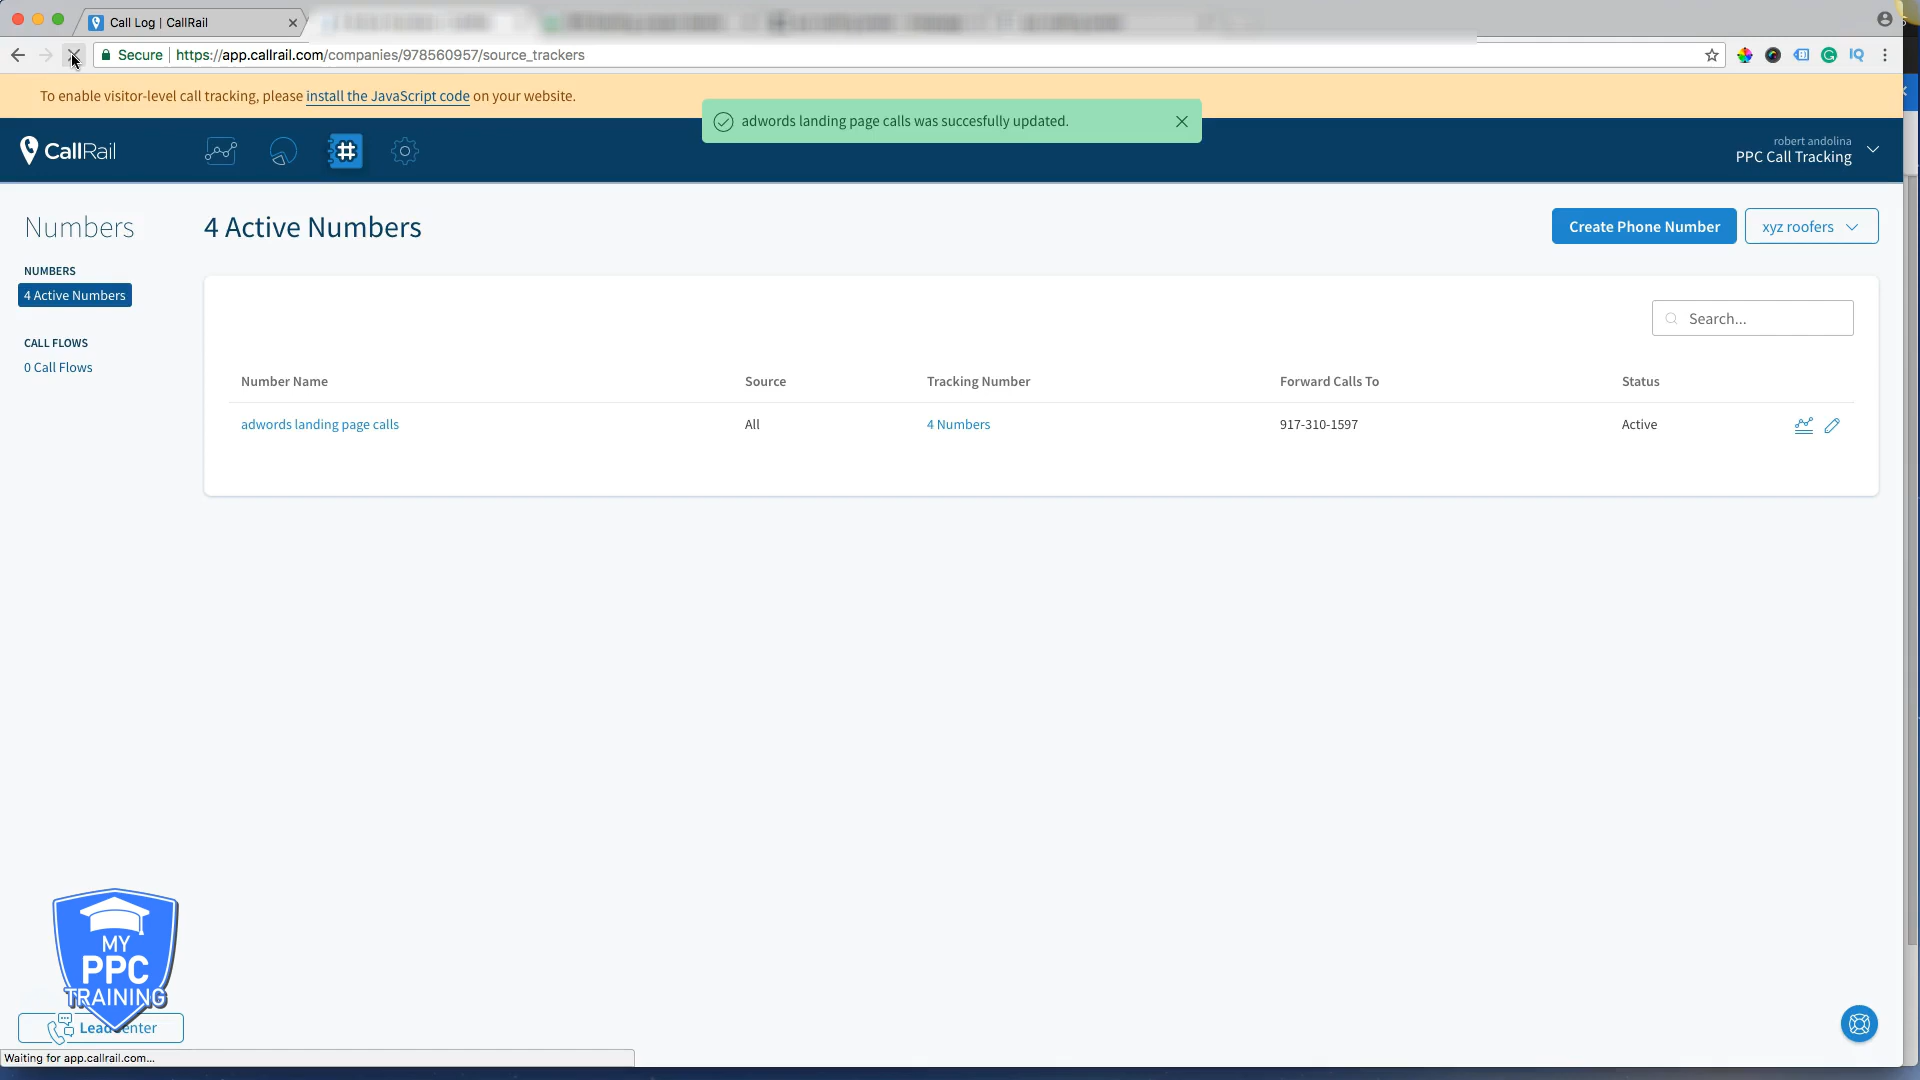 Call Log | CallRail
Secure https://app.callrail.com/companies/978560957/source_trackers
To enable visitor-level call tracking, please install the JavaScript code on your website.
adwords landing page calls was succesfully updated.
CallRail
robert andolina
PPC Call Tracking
Numbers
4 Active Numbers
Create Phone Number
xyz roofers
NUMBERS
4 Active Numbers
Search...
CALL FLOWS
0 Call Flows
Number Name Source Tracking Number Forward Calls To Status
adwords landing page calls All 4 Numbers 917-310-1597 Active
MY
PPC
TRAINING
Lead enter
Waiting for app.callrail.com...